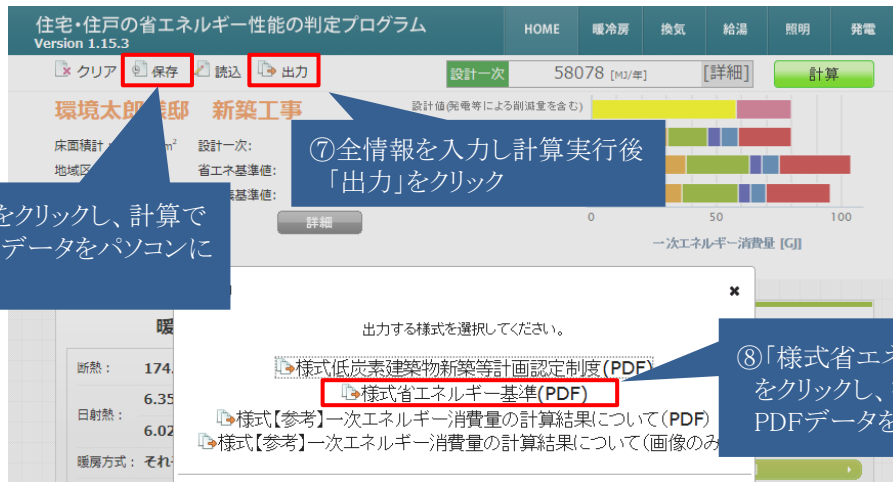 住宅・住戸の省エネルギー性能の判定プログラム
Version 1.15.3
HOME 暖冷房 換気 給湯 照明 発電
クリア 保存 読込 出力 設計一次 58078 [MJ/年] [詳細] 計算
環境太郎様邸 新築工事
設計値(発電等による削減量を含む)
床面積計 m² 設計一次:
地域区 省エネ基準値:
基準値:
詳細
⑦全情報を入力し計算実行後
「出力」をクリック
をクリックし、計算で
データをパソコンに
0 50 100
一次エネルギー消費量 [GJ]
×
出力する様式を選択してください。
様式低炭素建築物新築等計画認定制度(PDF)
様式省エネルギー基準(PDF)
様式【参考】一次エネルギー消費量の計算結果について(PDF)
様式【参考】一次エネルギー消費量の計算結果について(画像のみ
⑧「様式省エネ
をクリックし、
PDFデータを
暖
断熱: 174.
6.35
日射熱:
6.02
暖房方式: それ